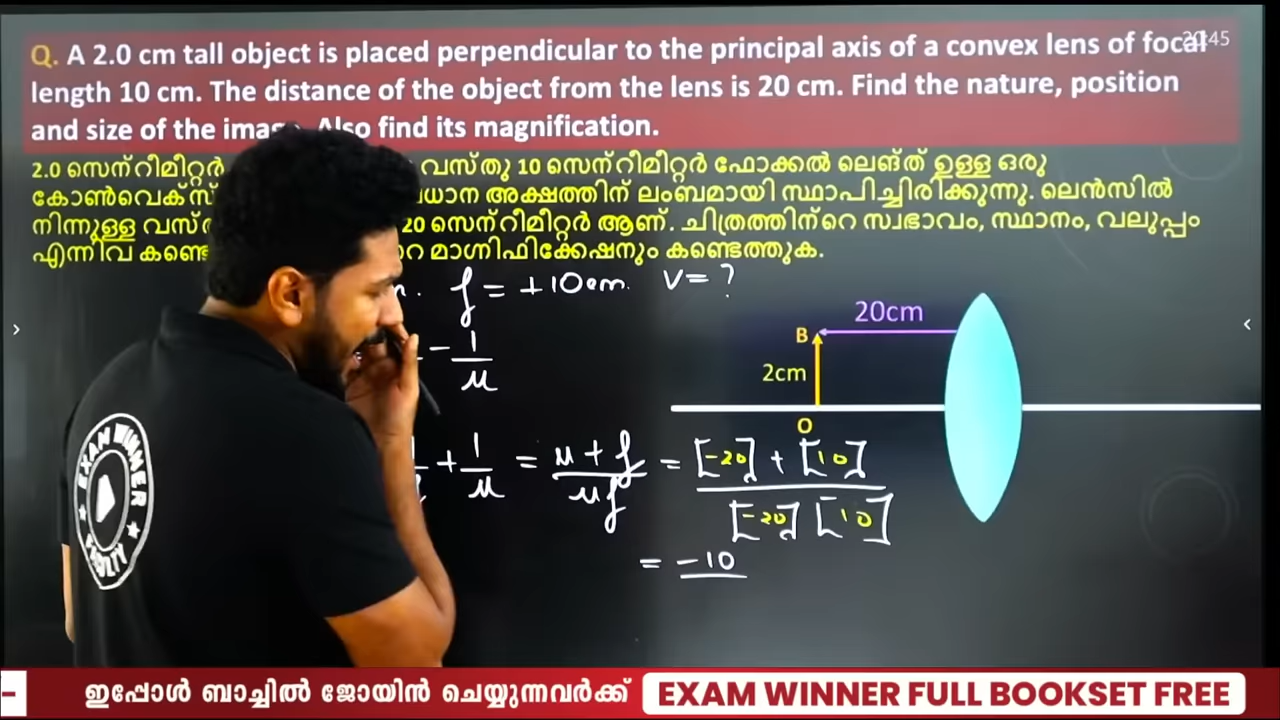 Q. A 2.0 cm tall object is placed perpendicular to the principal axis of a convex lens of focal
length 10 cm. The distance of the object from the lens is 20 cm. Find the nature, position
and size of the image. Also find its magnification.
2.0 സെന്റീമീറ്റർ വസ്തു 10 സെന്റീമീറ്റർ ഫോക്കൽ ലെങ്ത് ഉള്ള ഒരു
കോൺവെക്സ് ധാന അക്ഷത്തിന് ലംബമായി സ്ഥാപിച്ചിരിക്കുന്നു. ലെൻസിൽ
നിന്നുള്ള 20 സെന്റീമീറ്റർ ആണ്. ചിത്രത്തിന്റെ സ്വഭാവം, സ്ഥാനം, വലുപ്പം
എന്നിവ റെ മാഗ്നിഫിക്കേഷനും കണ്ടെത്തുക.
f = +10cm. V= ?
- 1/u
+ 1/u = u + f / uf = [-20] + [10] / [-20] [10]
= -10
20cm
B
2cm
O
EXAM WINNER
FACULTY
ഇപ്പോൾ ബാച്ചിൽ ജോയിൻ ചെയ്യുന്നവർക്ക് EXAM WINNER FULL BOOKSET FREE